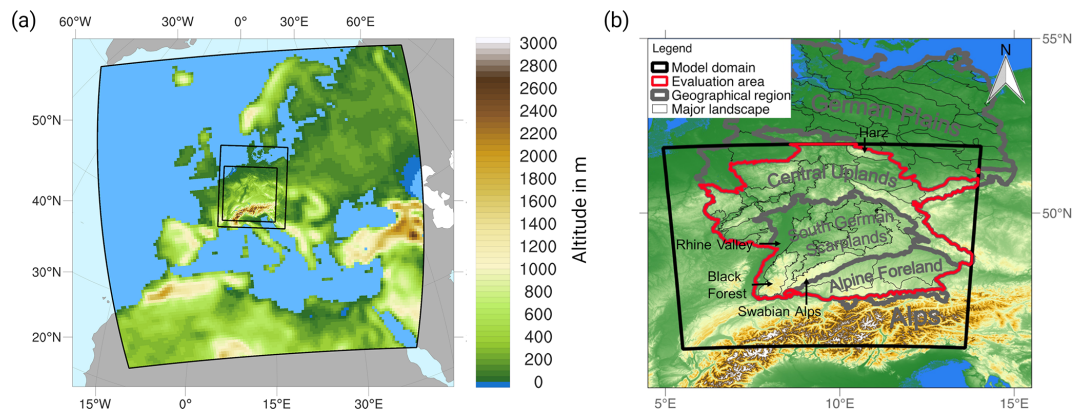 (a)
60°W 30°W 0° 30°E 60°E
50°N
40°N
30°N
20°N
15°W 0° 15°E 30°E
3000
2800
2600
2400
2200
2000
1800
1600
1400
1200
1000
800
600
400
200
0
Altitude in m
(b)
Legend
Model domain
Evaluation area
Geographical region
Major landscape
N
55°N
50°N
German Plains
Harz
Central Uplands
South German
Scarplands
Rhine Valley
Black
Forest
Alpine Foreland
Swabian Alps
Alps
5°E 10°E 15°E